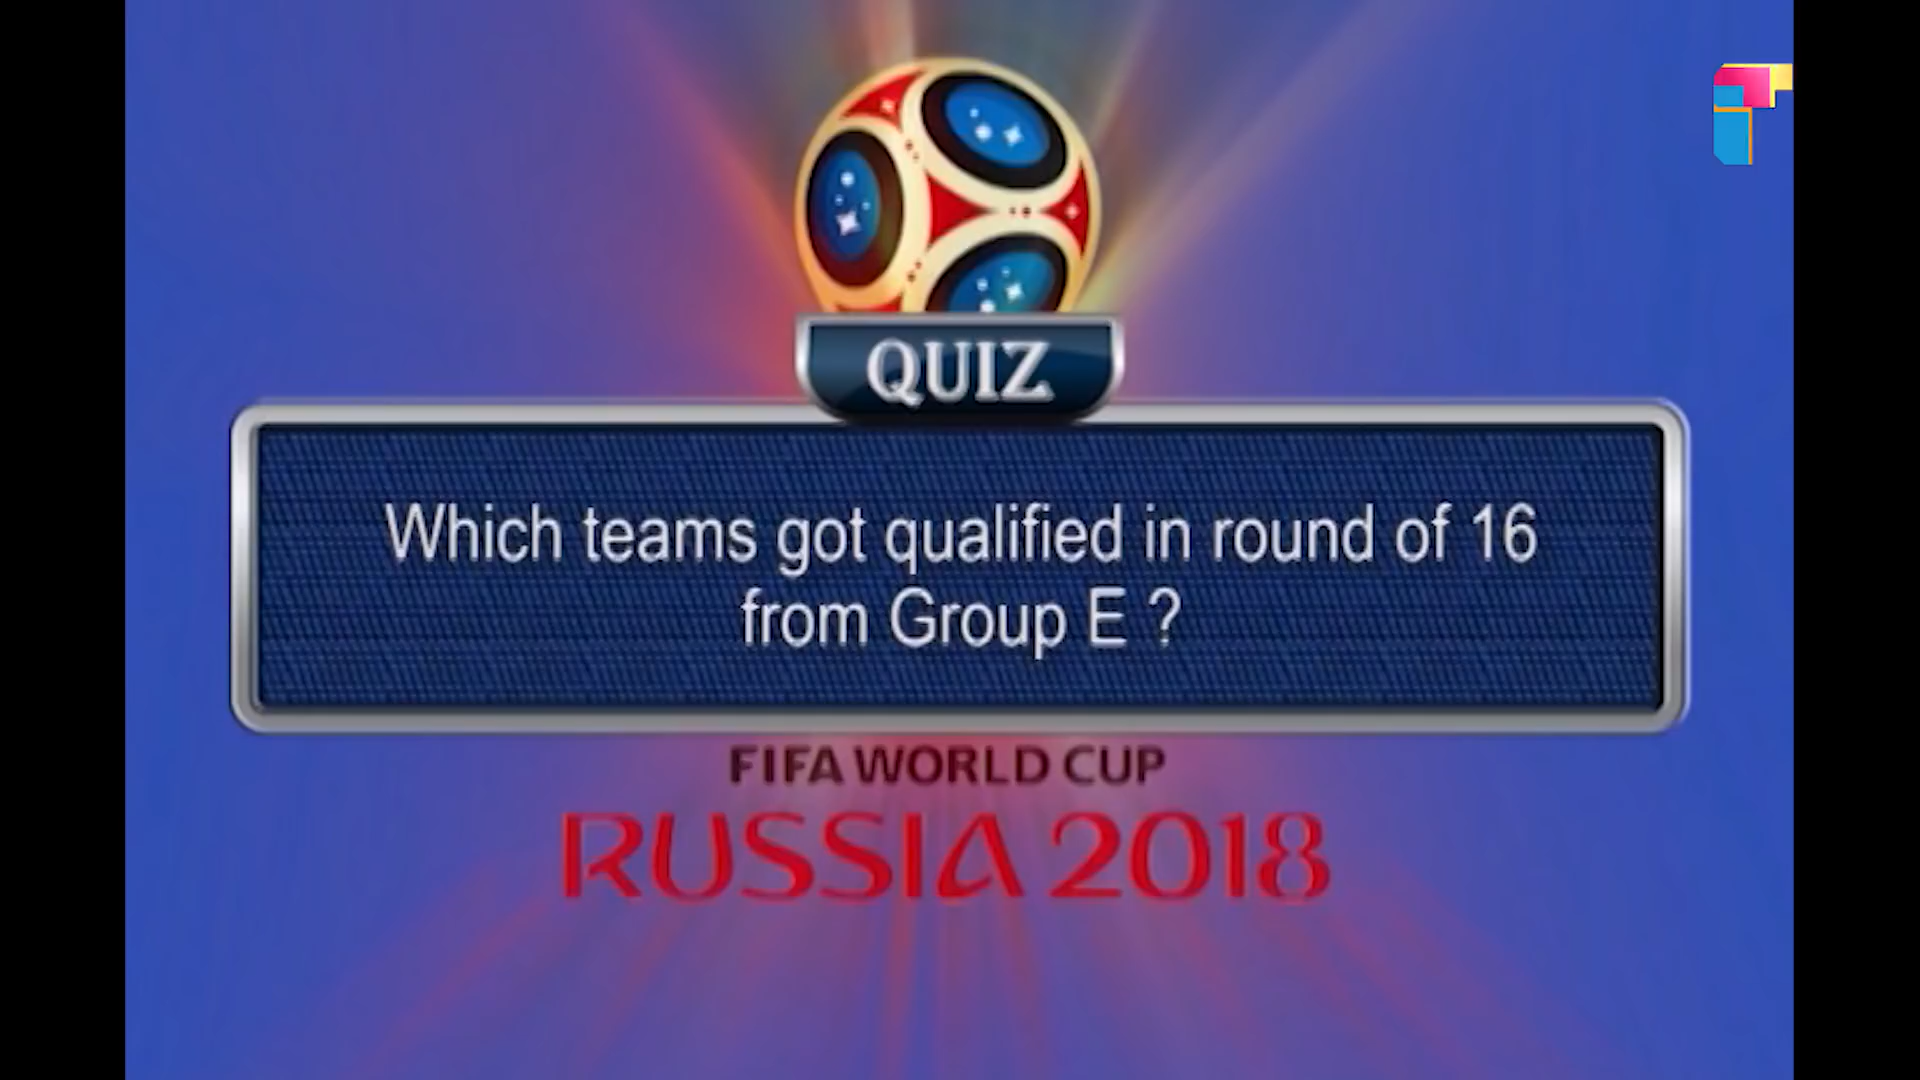 QUIZ
Which teams got qualified in round of 16
from Group E ?
FIFA WORLD CUP
RUSSIA 2018